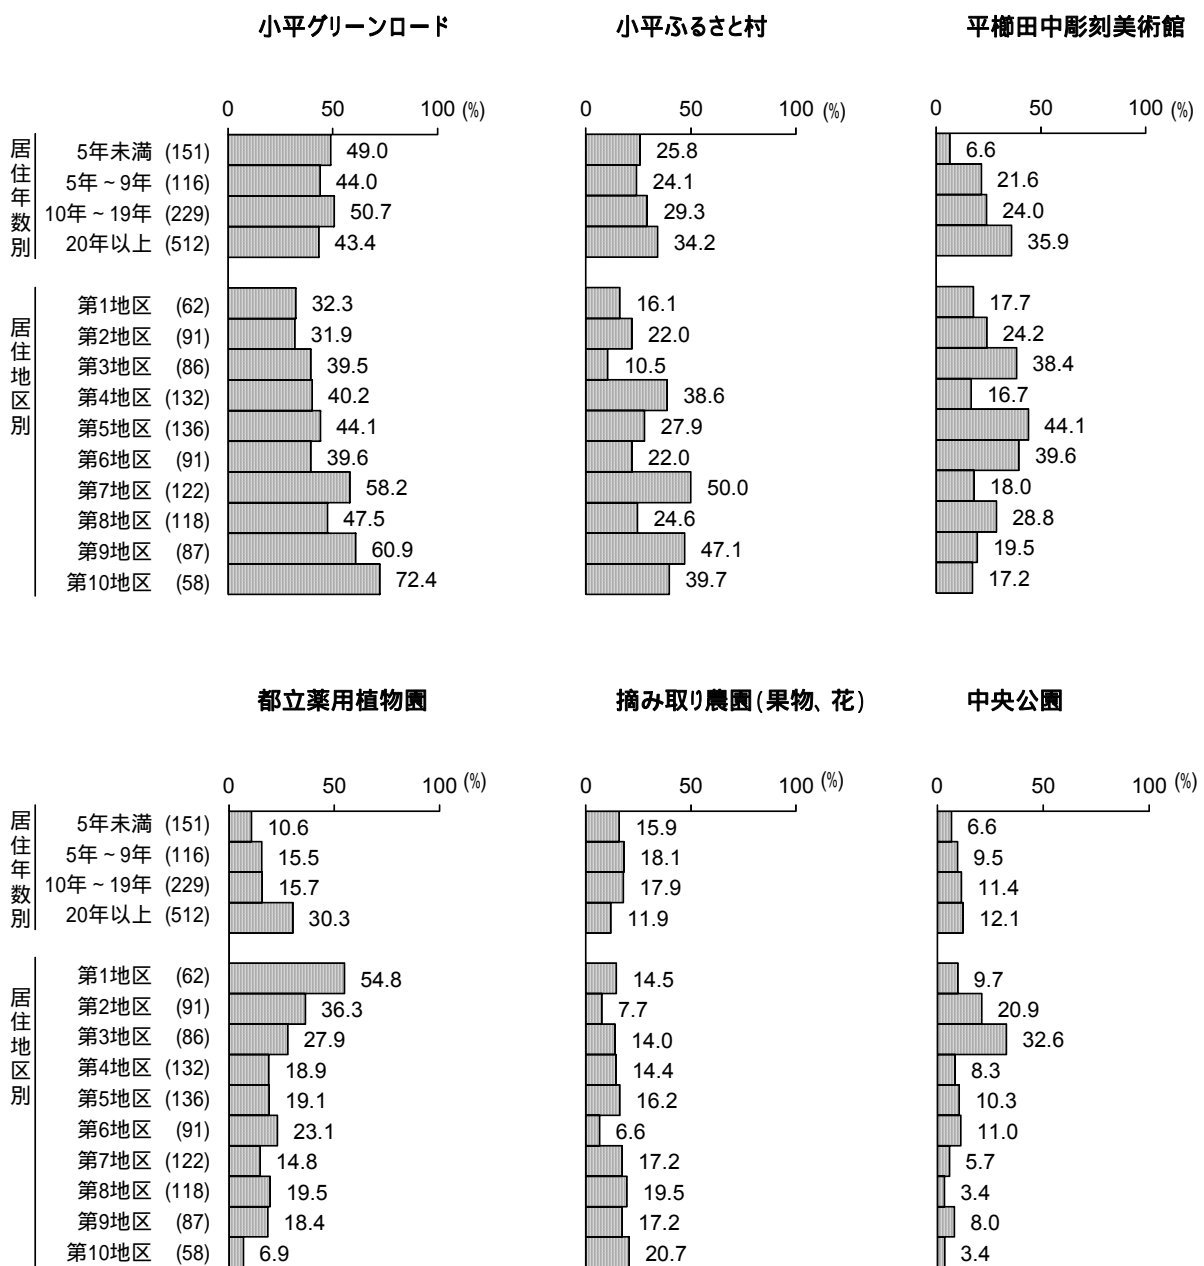 小平グリーンロード 小平ふるさと村 平櫛田中彫刻美術館
0 50 100 (%) 0 50 100 (%) 0 50 100 (%)
居住年数別
5年未満 (151) 49.0 25.8 6.6
5年～9年 (116) 44.0 24.1 21.6
10年～19年 (229) 50.7 29.3 24.0
20年以上 (512) 43.4 34.2 35.9
居住地区別
第1地区 (62) 32.3 16.1 17.7
第2地区 (91) 31.9 22.0 24.2
第3地区 (86) 39.5 10.5 38.4
第4地区 (132) 40.2 38.6 16.7
第5地区 (136) 44.1 27.9 44.1
第6地区 (91) 39.6 22.0 39.6
第7地区 (122) 58.2 50.0 18.0
第8地区 (118) 47.5 24.6 28.8
第9地区 (87) 60.9 47.1 19.5
第10地区 (58) 72.4 39.7 17.2
都立薬用植物園 摘み取り農園(果物、花) 中央公園
0 50 100 (%) 0 50 100 (%) 0 50 100 (%)
居住年数別
5年未満 (151) 10.6 15.9 6.6
5年～9年 (116) 15.5 18.1 9.5
10年～19年 (229) 15.7 17.9 11.4
20年以上 (512) 30.3 11.9 12.1
居住地区別
第1地区 (62) 54.8 14.5 9.7
第2地区 (91) 36.3 7.7 20.9
第3地区 (86) 27.9 14.0 32.6
第4地区 (132) 18.9 14.4 8.3
第5地区 (136) 19.1 16.2 10.3
第6地区 (91) 23.1 6.6 11.0
第7地区 (122) 14.8 17.2 5.7
第8地区 (118) 19.5 19.5 3.4
第9地区 (87) 18.4 17.2 8.0
第10地区 (58) 6.9 20.7 3.4